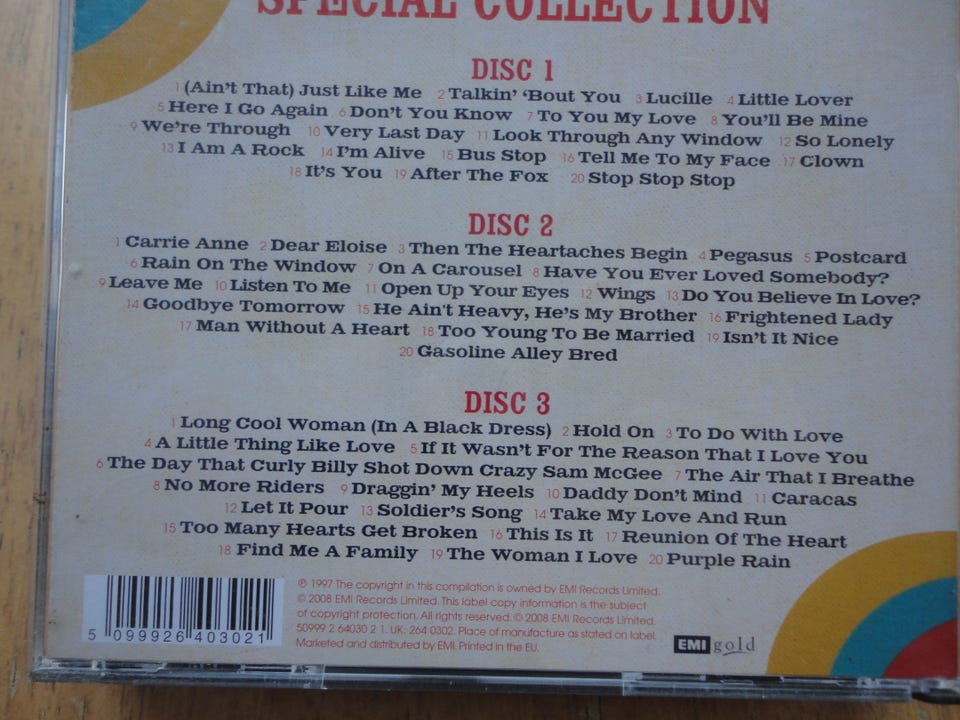 SPECIAL COLLECTION
DISC 1
1 (Ain't That) Just Like Me 2 Talkin' 'Bout You 3 Lucille 4 Little Lover
5 Here I Go Again 6 Don't You Know 7 To You My Love 8 You'll Be Mine
9 We're Through 10 Very Last Day 11 Look Through Any Window 12 So Lonely
13 I Am A Rock 14 I'm Alive 15 Bus Stop 16 Tell Me To My Face 17 Clown
18 It's You 19 After The Fox 20 Stop Stop Stop
DISC 2
1 Carrie Anne 2 Dear Eloise 3 Then The Heartaches Begin 4 Pegasus 5 Postcard
6 Rain On The Window 7 On A Carousel 8 Have You Ever Loved Somebody?
9 Leave Me 10 Listen To Me 11 Open Up Your Eyes 12 Wings 13 Do You Believe In Love?
14 Goodbye Tomorrow 15 He Ain't Heavy, He's My Brother 16 Frightened Lady
17 Man Without A Heart 18 Too Young To Be Married 19 Isn't It Nice
20 Gasoline Alley Bred
DISC 3
1 Long Cool Woman (In A Black Dress) 2 Hold On 3 To Do With Love
4 A Little Thing Like Love 5 If It Wasn't For The Reason That I Love You
6 The Day That Curly Billy Shot Down Crazy Sam McGee 7 The Air That I Breathe
8 No More Riders 9 Draggin' My Heels 10 Daddy Don't Mind 11 Caracas
12 Let It Pour 13 Soldier's Song 14 Take My Love And Run
15 Too Many Hearts Get Broken 16 This Is It 17 Reunion Of The Heart
18 Find Me A Family 19 The Woman I Love 20 Purple Rain
℗ 1997 The copyright in this compilation is owned by EMI Records Limited.
© 2008 EMI Records Limited. This label copy information is the subject
of copyright protection. All rights reserved. © 2008 EMI Records Limited.
50999 2 64030 2 1. UK: 264 0302. Place of manufacture as stated on label.
Marketed and distributed by EMI. Printed in the EU.
5 099926 403021
EMI gold